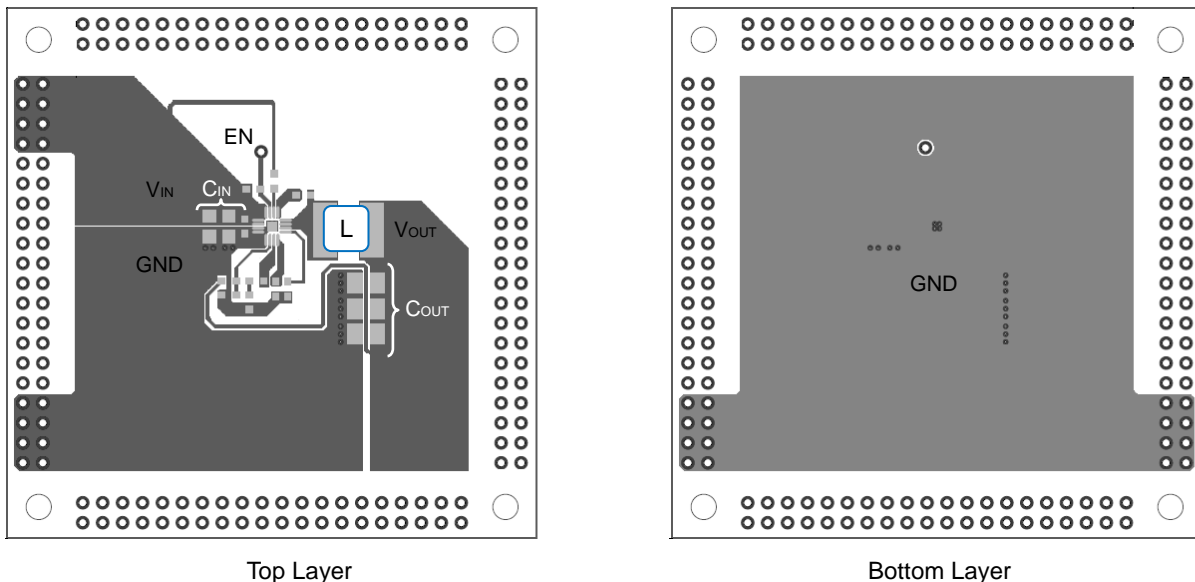 EN
VIN
CIN
L
VOUT
GND
COUT
GND
Top Layer
Bottom Layer